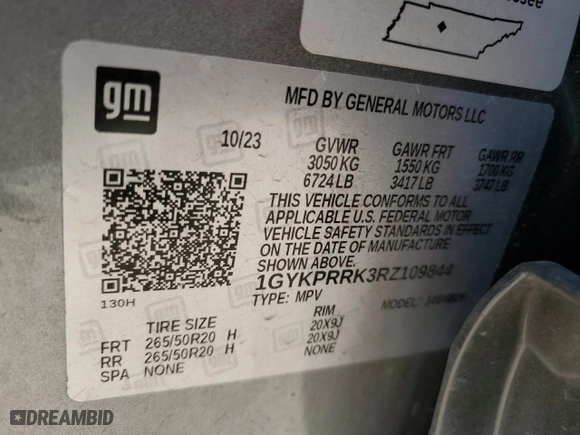 gm
MFD BY GENERAL MOTORS LLC
10/23
GVWR GAWR FRT GAWR RR
3050 KG 1550 KG 1700 KG
6724 LB 3417 LB 3747 LB
THIS VEHICLE CONFORMS TO ALL
APPLICABLE U.S. FEDERAL MOTOR
VEHICLE SAFETY STANDARDS IN EFFECT
ON THE DATE OF MANUFACTURE
SHOWN ABOVE.
1GYKPRRK3RZ109844
TYPE: MPV MODEL:
130H
TIRE SIZE RIM
FRT 265/50R20 H 20X9J
RR 265/50R20 H 20X9J
SPA NONE NONE
DREAMBID